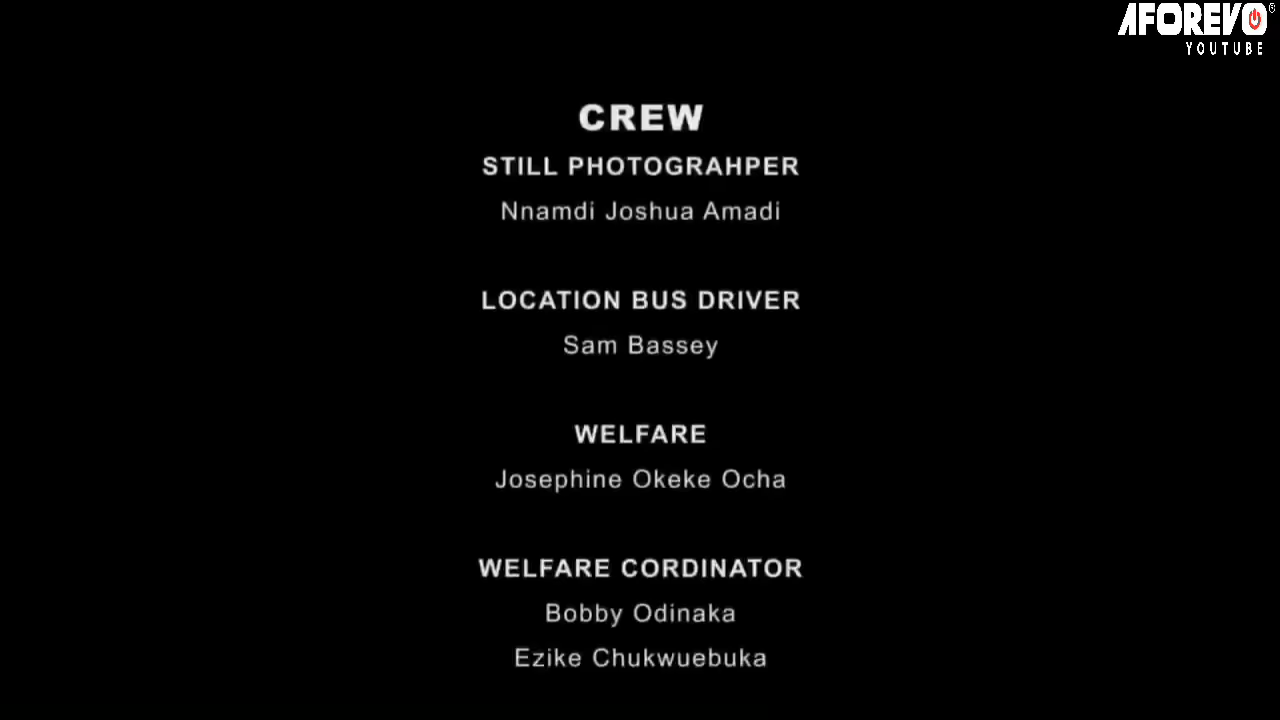 AFOREVO®
YOUTUBE
CREW
STILL PHOTOGRAHPER
Nnamdi Joshua Amadi
LOCATION BUS DRIVER
Sam Bassey
WELFARE
Josephine Okeke Ocha
WELFARE CORDINATOR
Bobby Odinaka
Ezike Chukwuebuka